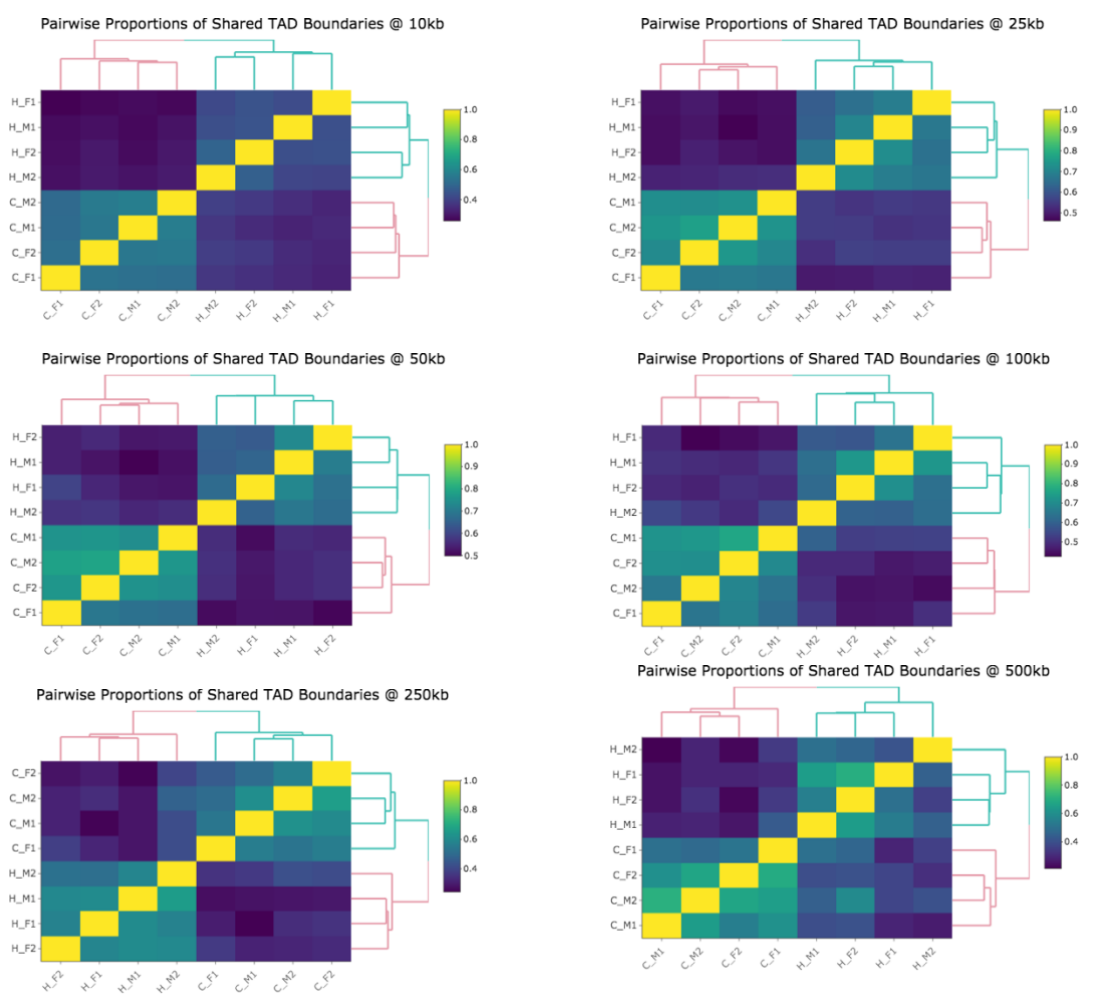 Pairwise Proportions of Shared TAD Boundaries @ 10kb
H_F1
H_M1
H_F2
H_M2
C_M2
C_M1
C_F2
C_F1
C_F1 C_F2 C_M1 C_M2 H_M2 H_F2 H_M1 H_F1
1.0
0.8
0.6
0.4
Pairwise Proportions of Shared TAD Boundaries @ 25kb
H_F1
H_M1
H_F2
H_M2
C_M1
C_M2
C_F2
C_F1
C_F1 C_F2 C_M2 C_M1 H_M2 H_F2 H_M1 H_F1
1.0
0.9
0.8
0.7
0.6
0.5
Pairwise Proportions of Shared TAD Boundaries @ 50kb
H_F2
H_M1
H_F1
H_M2
C_M1
C_M2
C_F2
C_F1
C_F1 C_F2 C_M2 C_M1 H_M2 H_F1 H_M1 H_F2
1.0
0.9
0.8
0.7
0.6
0.5
Pairwise Proportions of Shared TAD Boundaries @ 100kb
H_F1
H_M1
H_F2
H_M2
C_M1
C_F2
C_M2
C_F1
C_F1 C_M2 C_F2 C_M1 H_M2 H_F2 H_M1 H_F1
1.0
0.9
0.8
0.7
0.6
0.5
Pairwise Proportions of Shared TAD Boundaries @ 250kb
C_F2
C_M2
C_M1
C_F1
H_M2
H_M1
H_F1
H_F2
H_F2 H_F1 H_M1 H_M2 C_F1 C_M1 C_M2 C_F2
1.0
0.8
0.6
0.4
Pairwise Proportions of Shared TAD Boundaries @ 500kb
H_M2
H_F1
H_F2
H_M1
C_F1
C_F2
C_M2
C_M1
C_M1 C_M2 C_F2 C_F1 H_M1 H_F2 H_F1 H_M2
1.0
0.8
0.6
0.4